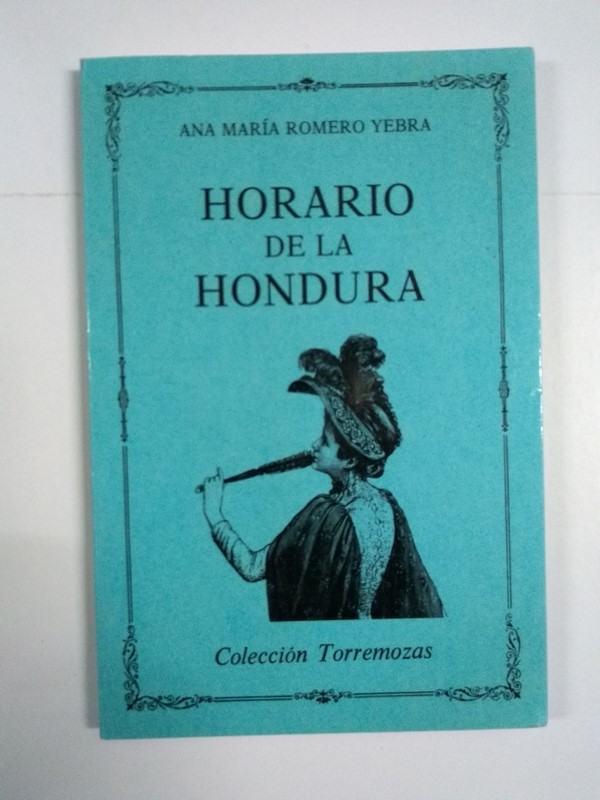 ANA MARÍA ROMERO YEBRA
HORARIO
DE LA
HONDURA
Colección Torremozas